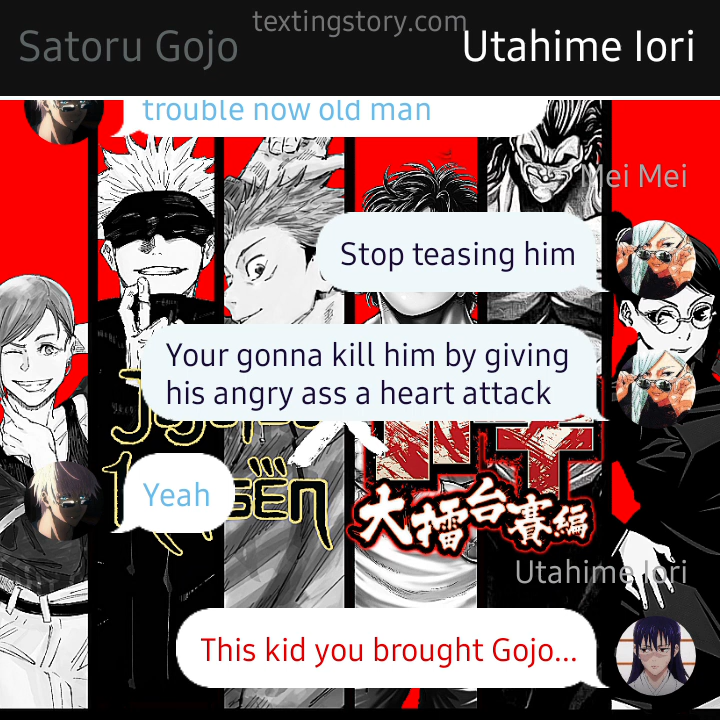 textingstory.com
Satoru Gojo
Utahime Iori
trouble now old man
Mei Mei
Stop teasing him
Your gonna kill him by giving
his angry ass a heart attack
Yeah
大擂台賽編
Utahime Iori
This kid you brought Gojo...